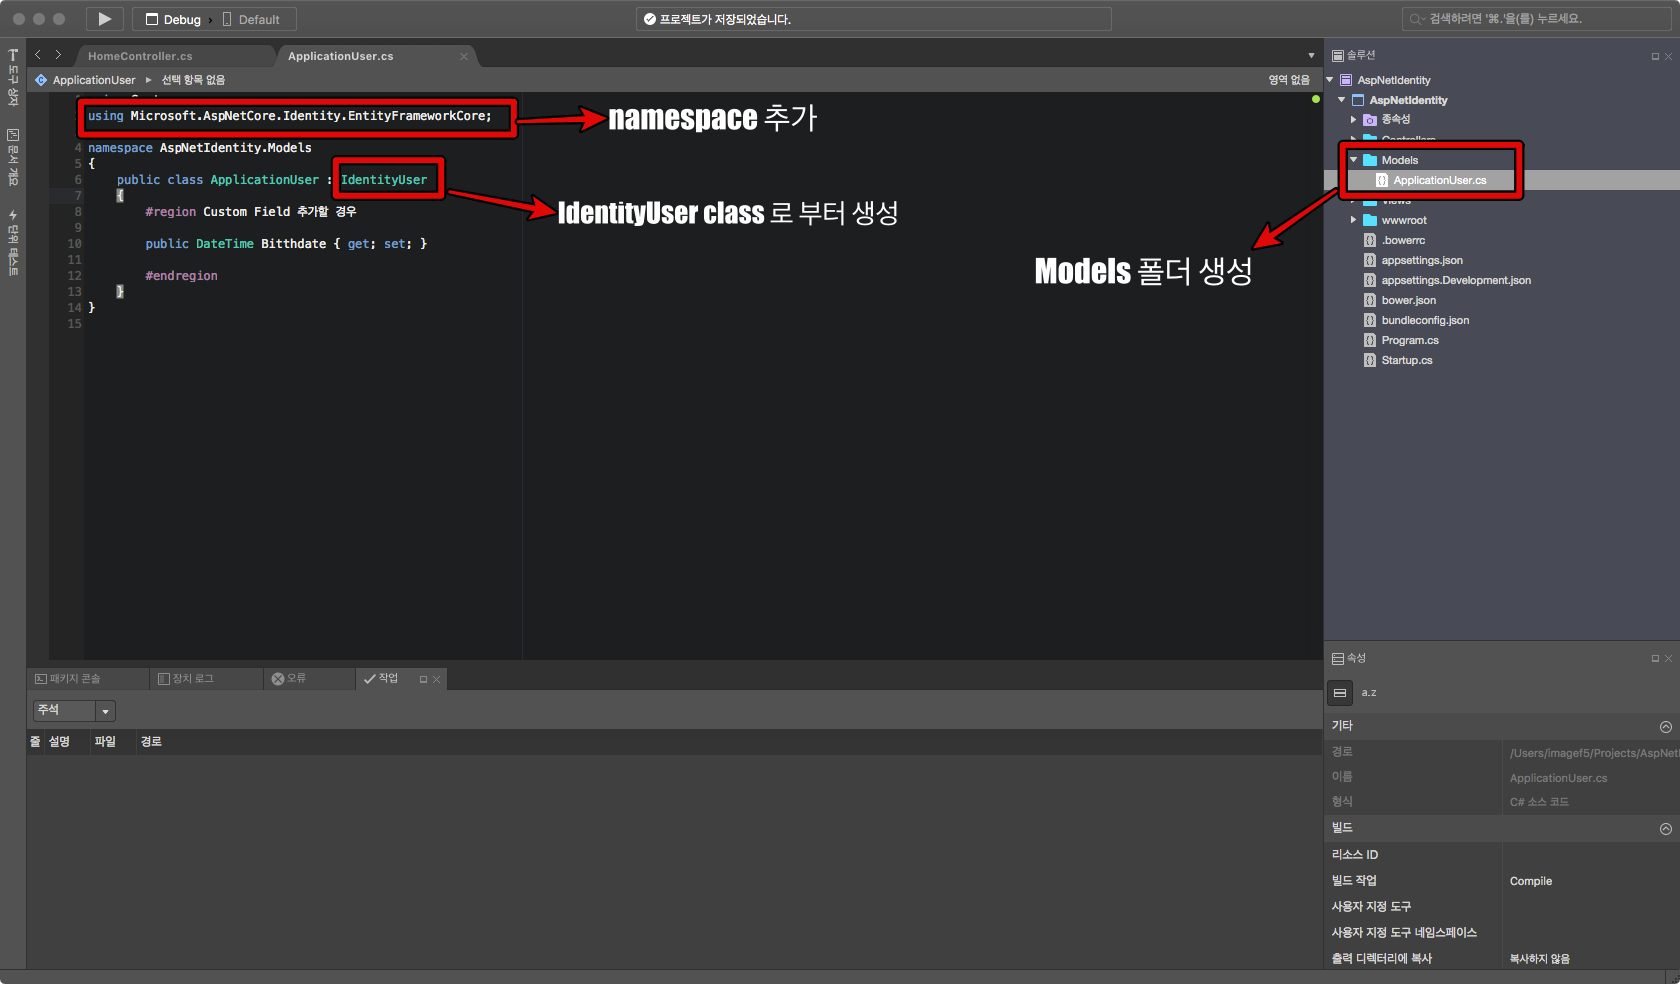 Debug › Default
프로젝트가 저장되었습니다.
검색하려면 '⌘.'을(를) 누르세요.
도구 상자
문서 개요
단위 테스트
HomeController.cs
ApplicationUser.cs
ApplicationUser ▸ 선택 항목 없음
영역 없음
using Microsoft.AspNetCore.Identity.EntityFrameworkCore;
namespace 추가
4 namespace AspNetIdentity.Models
5 {
6 public class ApplicationUser : IdentityUser
7 {
8 #region Custom Field 추가할 경우
9
10 public DateTime Bitthdate { get; set; }
11
12 #endregion
13 }
14 }
15
IdentityUser class 로 부터 생성
Models 폴더 생성
솔루션
AspNetIdentity
AspNetIdentity
종속성
Controllers
Models
ApplicationUser.cs
Views
wwwroot
.bowerrc
appsettings.json
appsettings.Development.json
bower.json
bundleconfig.json
Program.cs
Startup.cs
패키지 콘솔
장치 로그
오류
작업
주석
줄 설명 파일 경로
속성
a.z
기타
경로 /Users/imagef5/Projects/AspNetI
이름 ApplicationUser.cs
형식 C# 소스 코드
빌드
리소스 ID
빌드 작업 Compile
사용자 지정 도구
사용자 지정 도구 네임스페이스
출력 디렉터리에 복사 복사하지 않음